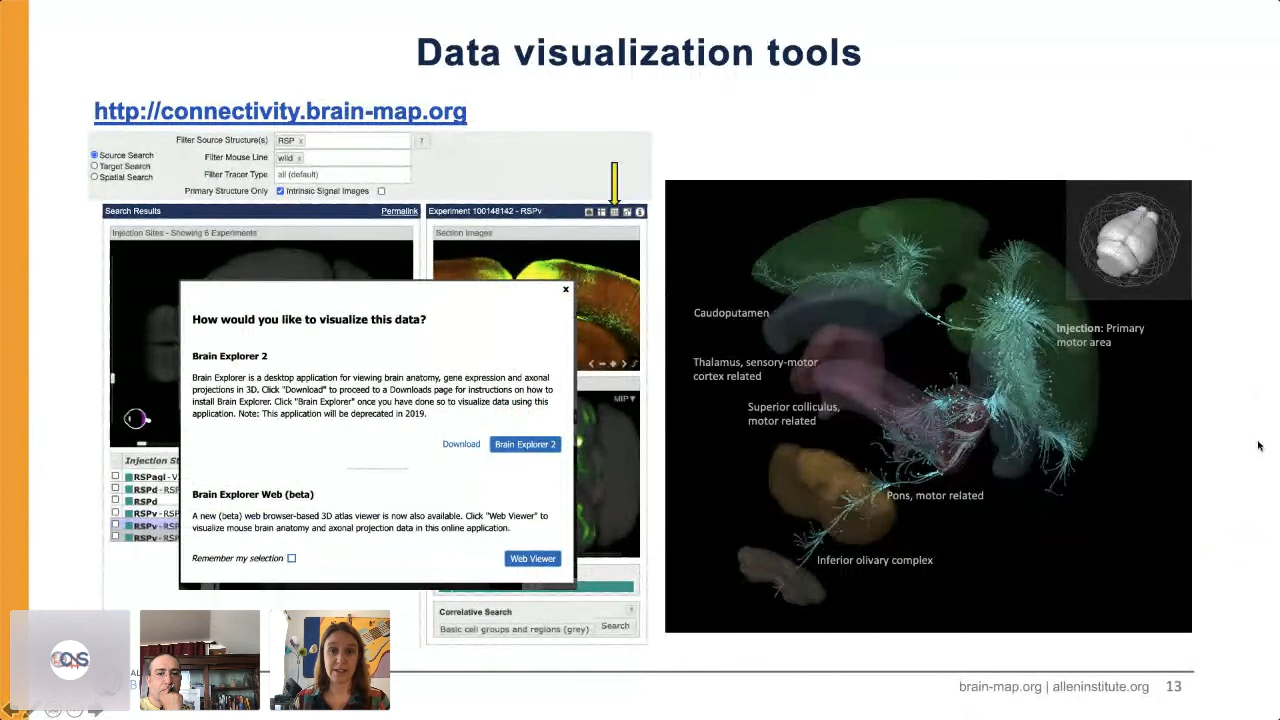 Data visualization tools
http://connectivity.brain-map.org
Filter Source Structure(s)
RSP x
?
Source Search
Target Search
Spatial Search
Filter Mouse Line
wild x
Filter Tracer Type
all (default)
Primary Structure Only
Intrinsic Signal Images
Search Results
Permalink
Injection Sites - Showing 6 Experiments
Experiment 100148142 - RSPv
Section Images
MIP
x
How would you like to visualize this data?
Brain Explorer 2
Brain Explorer is a desktop application for viewing brain anatomy, gene expression and axonal
projections in 3D. Click "Download" to proceed to a Downloads page for instructions on how to
install Brain Explorer. Click "Brain Explorer" once you have done so to visualize data using this
application. Note: This application will be deprecated in 2019.
Download
Brain Explorer 2
Brain Explorer Web (beta)
A new (beta) web browser-based 3D atlas viewer is now also available. Click "Web Viewer" to
visualize mouse brain anatomy and axonal projection data in this online application.
Remember my selection
Web Viewer
Injection St
RSPagl - V
RSPd - RSP
RSPd
RSPv - RSP
RSPv - RSP
RSPv - RSP
Correlative Search
?
Basic cell groups and regions (grey)
Search
Caudoputamen
Thalamus, sensory-motor
cortex related
Superior colliculus,
motor related
Injection: Primary
motor area
Pons, motor related
Inferior olivary complex
AL
B
brain-map.org | alleninstitute.org
13